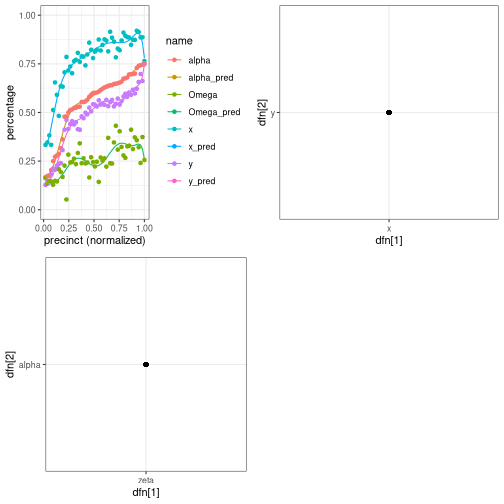 1.00
0.75
0.50
0.25
0.00
percentage
0.00 0.25 0.50 0.75 1.00
precinct (normalized)
name
alpha
alpha_pred
Omega
Omega_pred
x
x_pred
y
y_pred
dfn[2]
y
x
dfn[1]
dfn[2]
alpha
zeta
dfn[1]